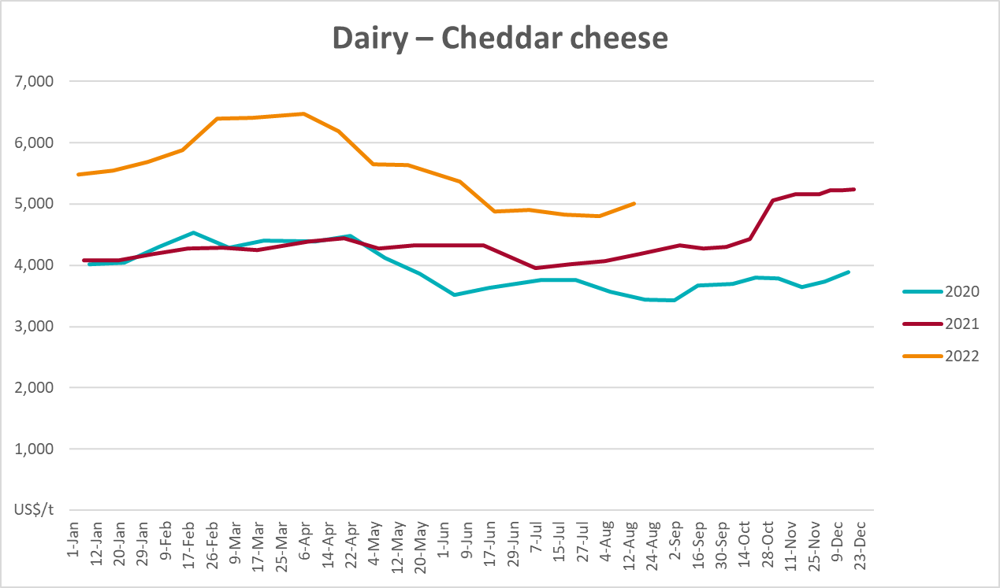 Dairy – Cheddar cheese
7,000
6,000
5,000
4,000
3,000
2,000
1,000
US$/t
1-Jan
12-Jan
20-Jan
29-Jan
9-Feb
17-Feb
26-Feb
9-Mar
17-Mar
25-Mar
6-Apr
14-Apr
22-Apr
4-May
12-May
20-May
1-Jun
9-Jun
17-Jun
29-Jun
7-Jul
15-Jul
27-Jul
4-Aug
12-Aug
24-Aug
2-Sep
16-Sep
30-Sep
14-Oct
28-Oct
11-Nov
25-Nov
9-Dec
23-Dec
2020
2021
2022